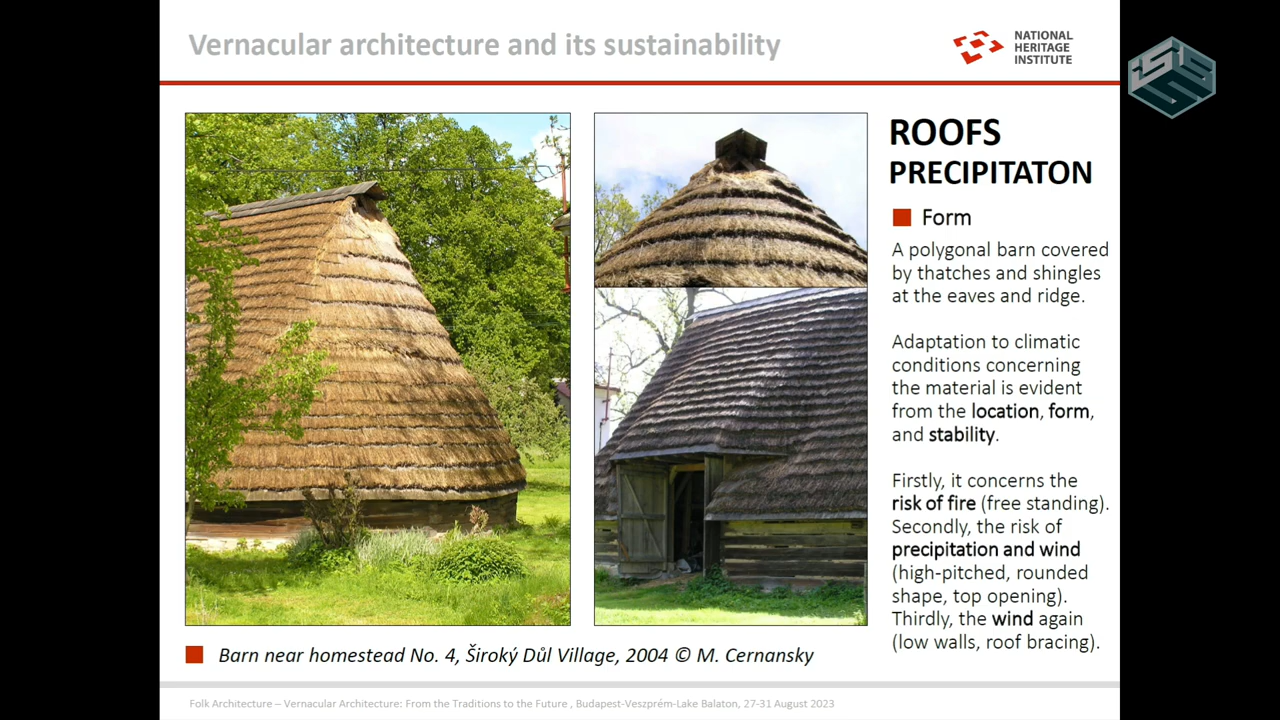 Vernacular architecture and its sustainability
NATIONAL
HERITAGE
INSTITUTE
ISISS
ROOFS
PRECIPITATON
Form
A polygonal barn covered
by thatches and shingles
at the eaves and ridge.
Adaptation to climatic
conditions concerning
the material is evident
from the location, form,
and stability.
Firstly, it concerns the
risk of fire (free standing).
Secondly, the risk of
precipitation and wind
(high-pitched, rounded
shape, top opening).
Thirdly, the wind again
(low walls, roof bracing).
Barn near homestead No. 4, Široký Důl Village, 2004 © M. Cernansky
Folk Architecture – Vernacular Architecture: From the Traditions to the Future , Budapest-Veszprém-Lake Balaton, 27-31 August 2023